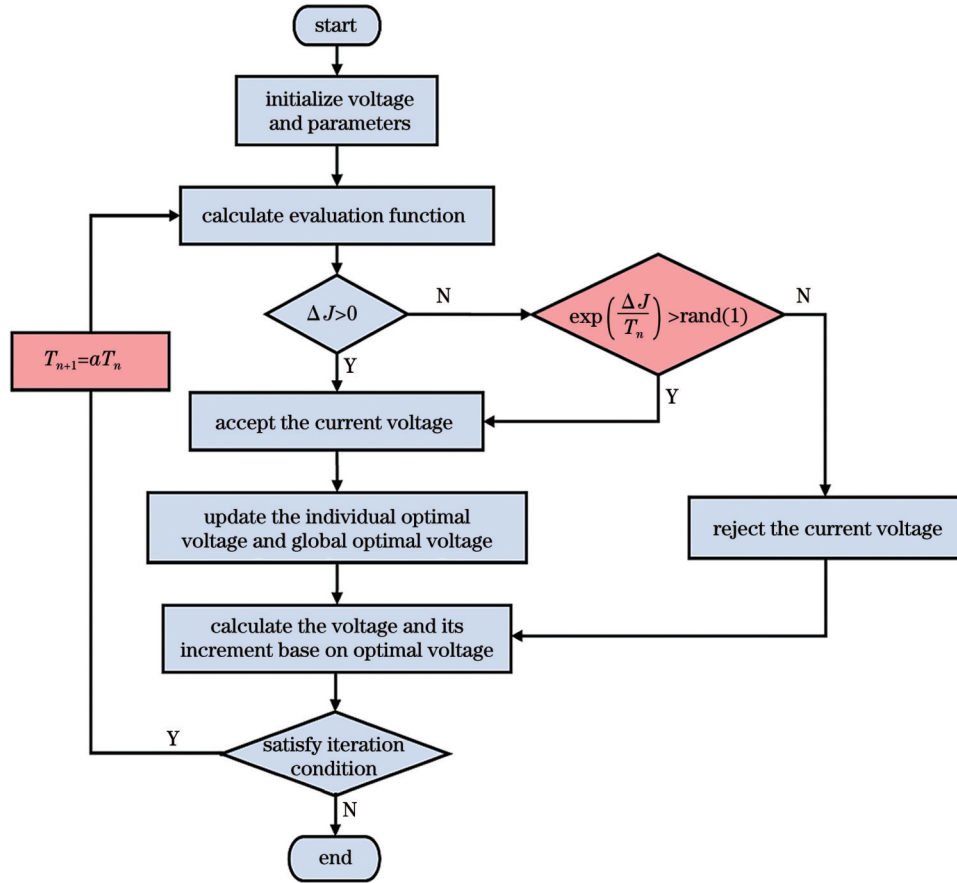 start
initialize voltage
and parameters
calculate evaluation function
ΔJ>0
N
exp(ΔJ/Tₙ)>rand(1)
N
Tₙ₊₁=aTₙ
Y
Y
accept the current voltage
update the individual optimal
voltage and global optimal voltage
reject the current voltage
calculate the voltage and its
increment base on optimal voltage
Y
satisfy iteration
condition
N
end